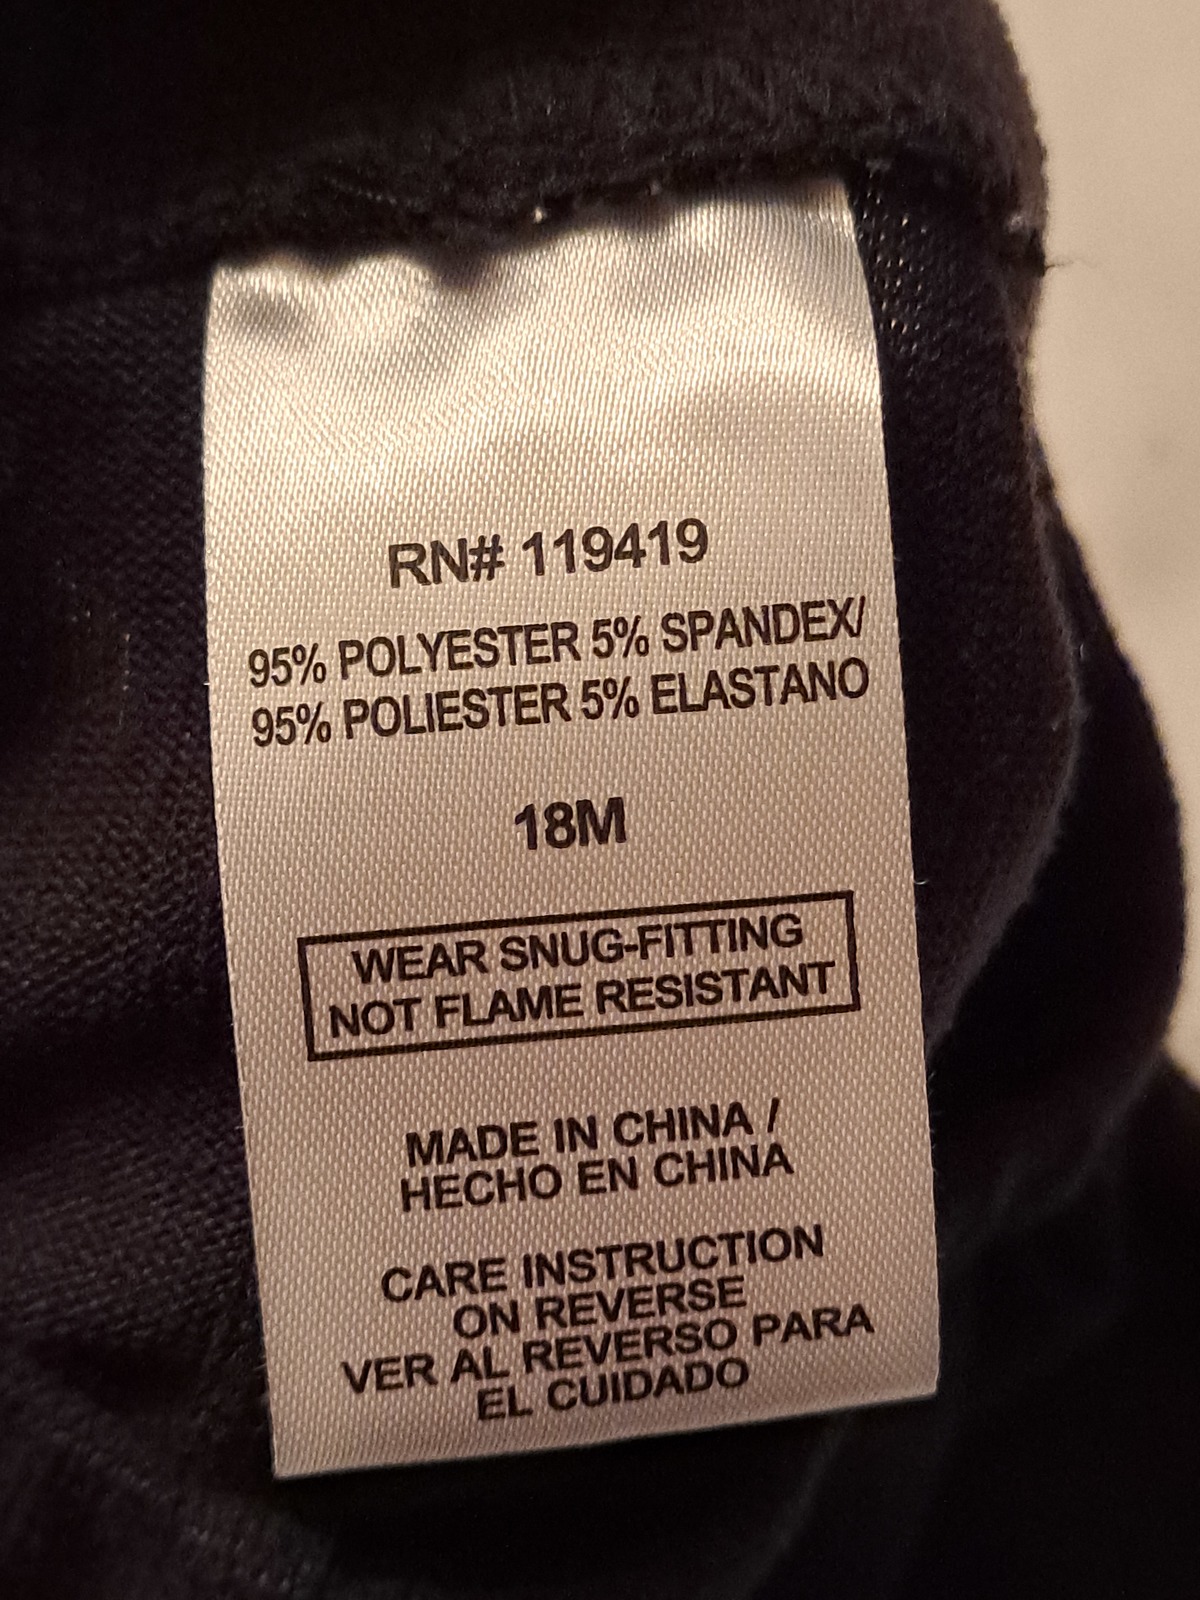 RN# 119419
95% POLYESTER 5% SPANDEX/
95% POLIESTER 5% ELASTANO
18M
WEAR SNUG-FITTING
NOT FLAME RESISTANT
MADE IN CHINA /
HECHO EN CHINA
CARE INSTRUCTION
ON REVERSE
VER AL REVERSO PARA
EL CUIDADO